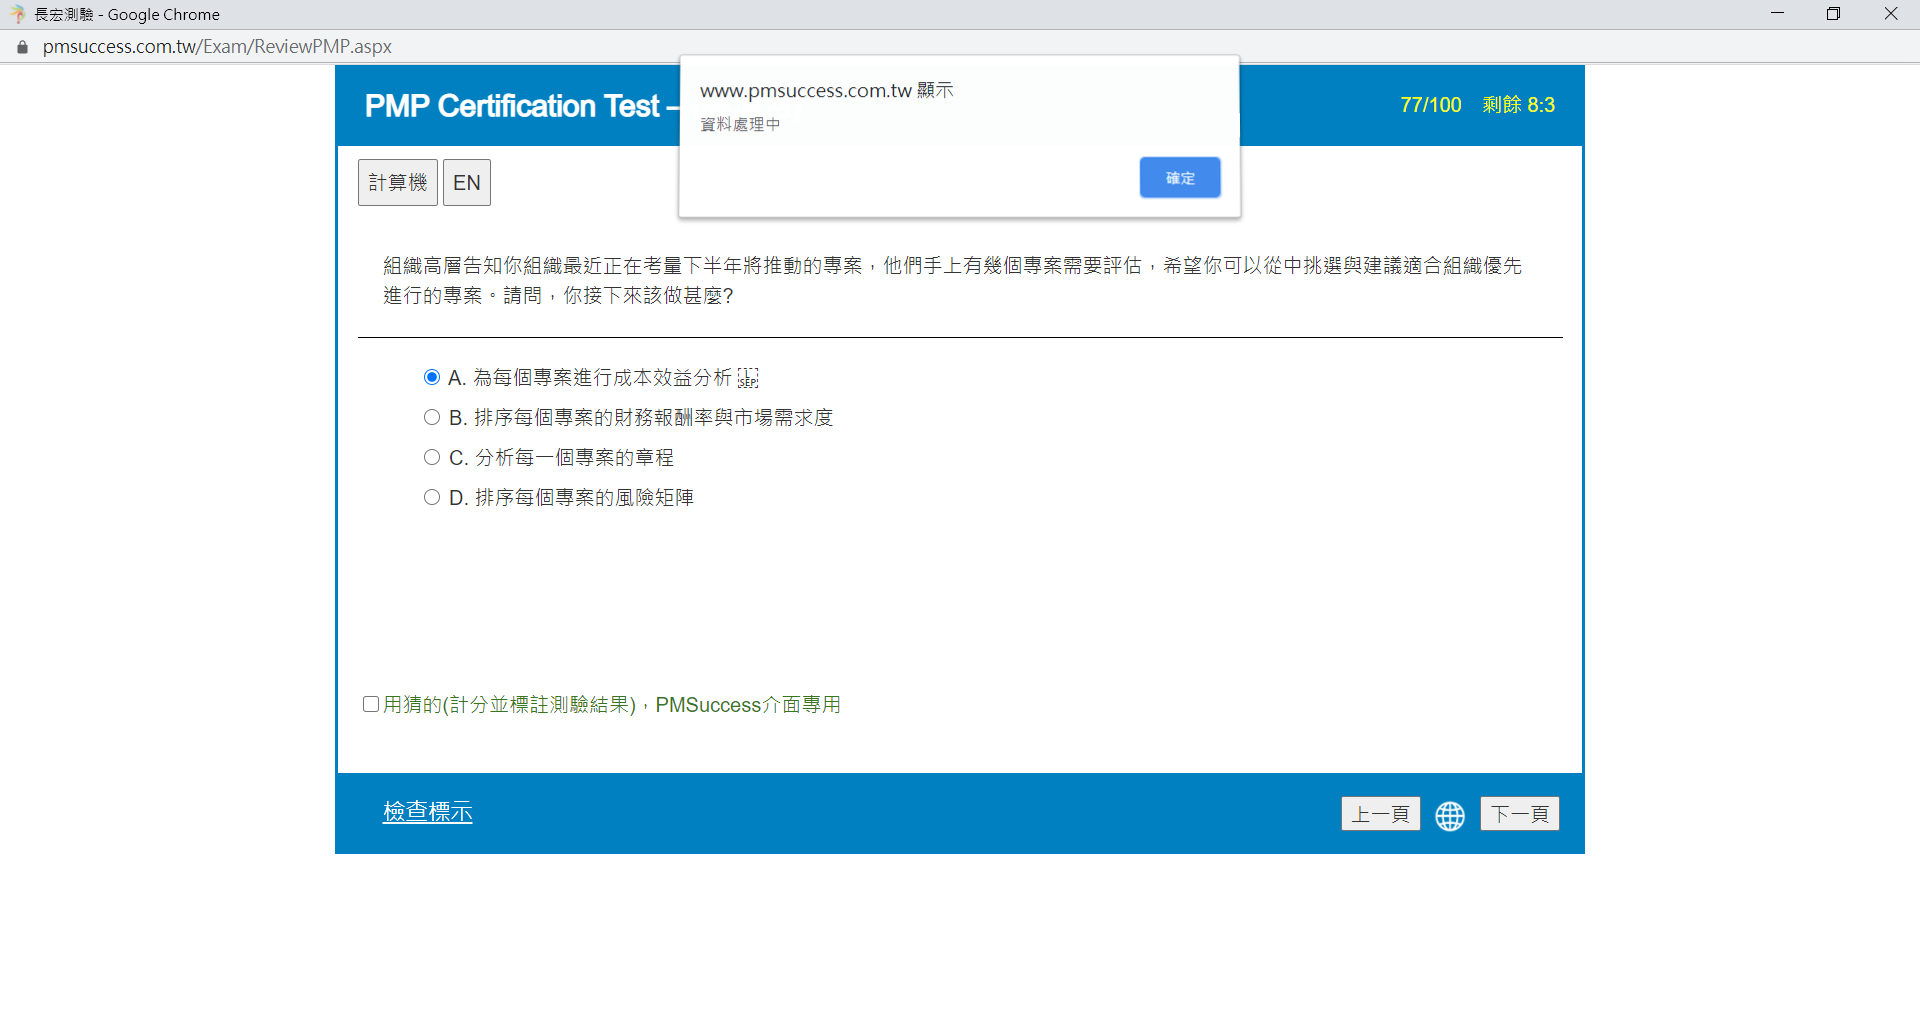 長宏測驗 - Google Chrome
pmsuccess.com.tw/Exam/ReviewPMP.aspx
www.pmsuccess.com.tw 顯示
資料處理中
確定
PMP Certification Test –
77/100 剩餘 8:3
計算機 EN
組織高層告知你組織最近正在考量下半年將推動的專案，他們手上有幾個專案需要評估，希望你可以從中挑選與建議適合組織優先
進行的專案。請問，你接下來該做甚麼?
A. 為每個專案進行成本效益分析
B. 排序每個專案的財務報酬率與市場需求度
C. 分析每一個專案的章程
D. 排序每個專案的風險矩陣
用猜的(計分並標註測驗結果)，PMSuccess介面專用
檢查標示
上一頁 下一頁